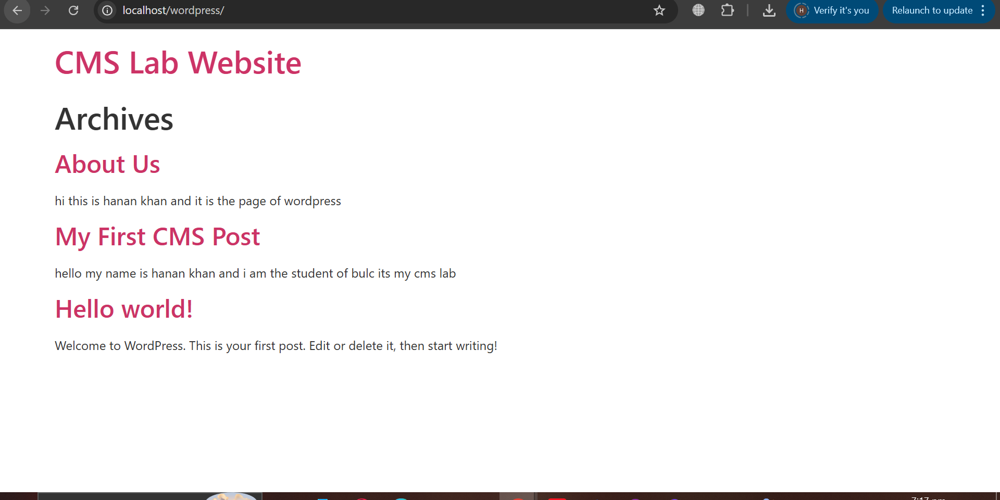 localhost/wordpress/
H
Verify it's you
Relaunch to update
CMS Lab Website
Archives
About Us
hi this is hanan khan and it is the page of wordpress
My First CMS Post
hello my name is hanan khan and i am the student of bulc its my cms lab
Hello world!
Welcome to WordPress. This is your first post. Edit or delete it, then start writing!
7:17 pm